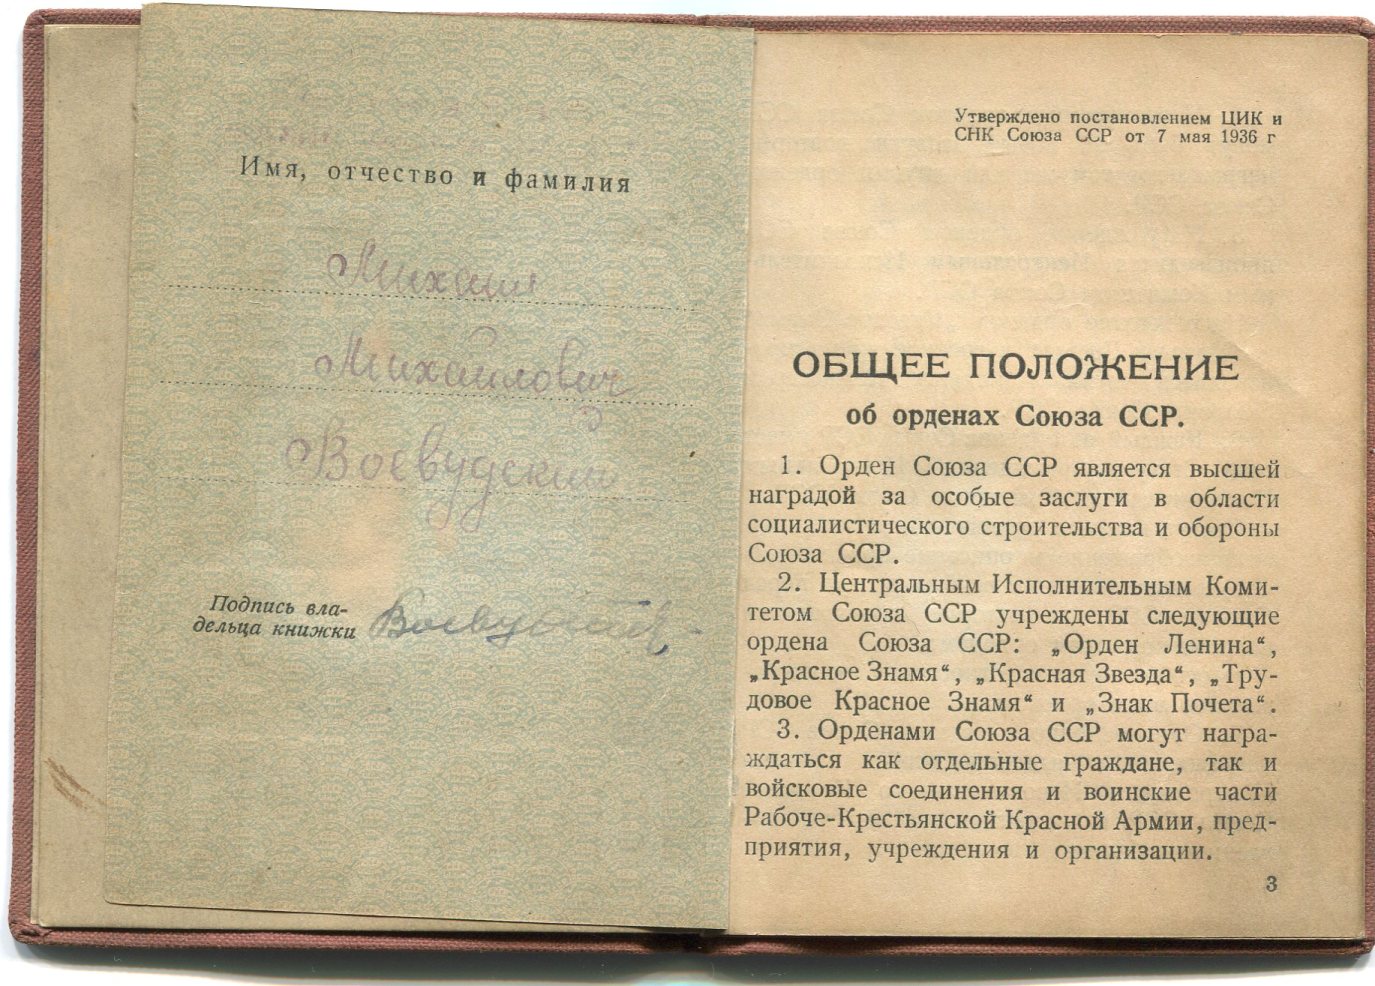 Имя, отчество и фамилия
Михаил
Михайлович
Воевудский
Подпись вла-
дельца книжки
Утверждено постановлением ЦИК и
СНК Союза ССР от 7 мая 1936 г
ОБЩЕЕ ПОЛОЖЕНИЕ
об орденах Союза ССР.
1. Орден Союза ССР является высшей
наградой за особые заслуги в области
социалистического строительства и обороны
Союза ССР.
2. Центральным Исполнительным Коми-
тетом Союза ССР учреждены следующие
ордена Союза ССР: „Орден Ленина“,
„Красное Знамя“, „Красная Звезда“, „Тру-
довое Красное Знамя“ и „Знак Почета“.
3. Орденами Союза ССР могут награ-
ждаться как отдельные граждане, так и
войсковые соединения и воинские части
Рабоче-Крестьянской Красной Армии, пред-
приятия, учреждения и организации.
3